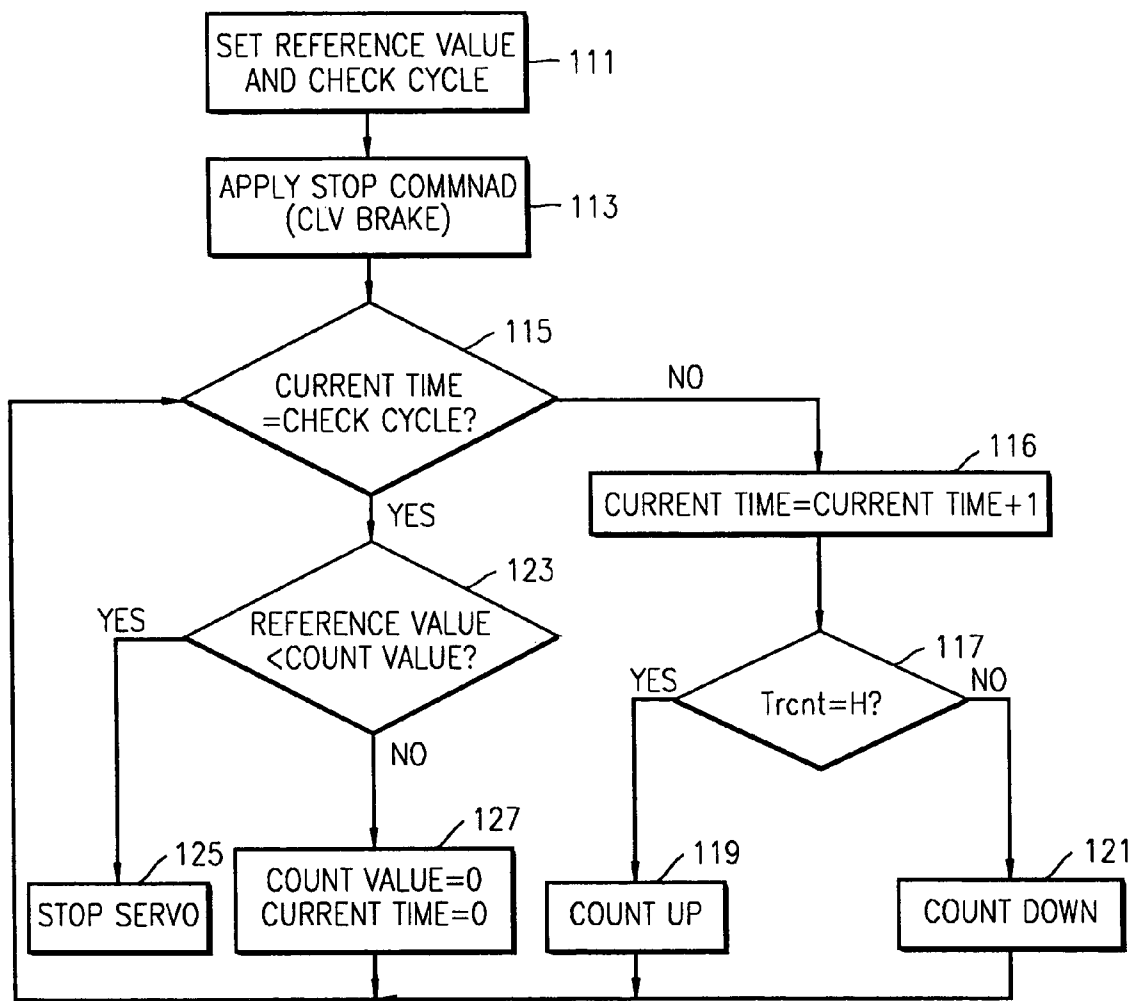 SET REFERENCE VALUE
AND CHECK CYCLE
111
APPLY STOP COMMNAD
(CLV BRAKE)
113
115
CURRENT TIME
=CHECK CYCLE?
NO
YES
116
CURRENT TIME=CURRENT TIME+1
123
YES
REFERENCE VALUE
<COUNT VALUE?
NO
117
YES
Trcnt=H?
NO
125
STOP SERVO
127
COUNT VALUE=0
CURRENT TIME=0
119
COUNT UP
121
COUNT DOWN